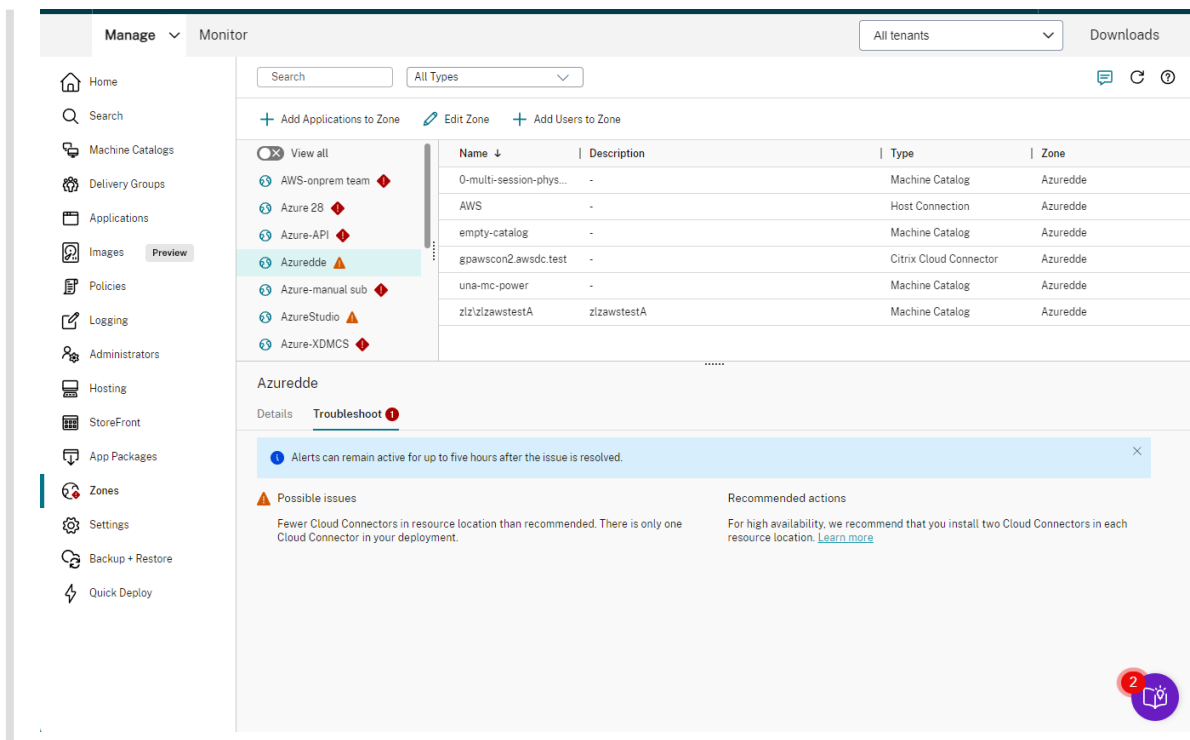 Manage Monitor All tenants Downloads
Home
Search
Machine Catalogs
Delivery Groups
Applications
Images Preview
Policies
Logging
Administrators
Hosting
StoreFront
App Packages
Zones
Settings
Backup + Restore
Quick Deploy
Search All Types
Add Applications to Zone Edit Zone Add Users to Zone
View all
AWS-onprem team
Azure 28
Azure-API
Azuredde
Azure-manual sub
AzureStudio
Azure-XDMCS
Name ↓ Description Type Zone
0-multi-session-phys... - Machine Catalog Azuredde
AWS - Host Connection Azuredde
empty-catalog - Machine Catalog Azuredde
gpawscon2.awsdc.test - Citrix Cloud Connector Azuredde
una-mc-power - Machine Catalog Azuredde
zlz\zlzawstestA zlzawstestA Machine Catalog Azuredde
Azuredde
Details Troubleshoot 1
Alerts can remain active for up to five hours after the issue is resolved.
Possible issues
Fewer Cloud Connectors in resource location than recommended. There is only one
Cloud Connector in your deployment.
Recommended actions
For high availability, we recommend that you install two Cloud Connectors in each
resource location. Learn more
2